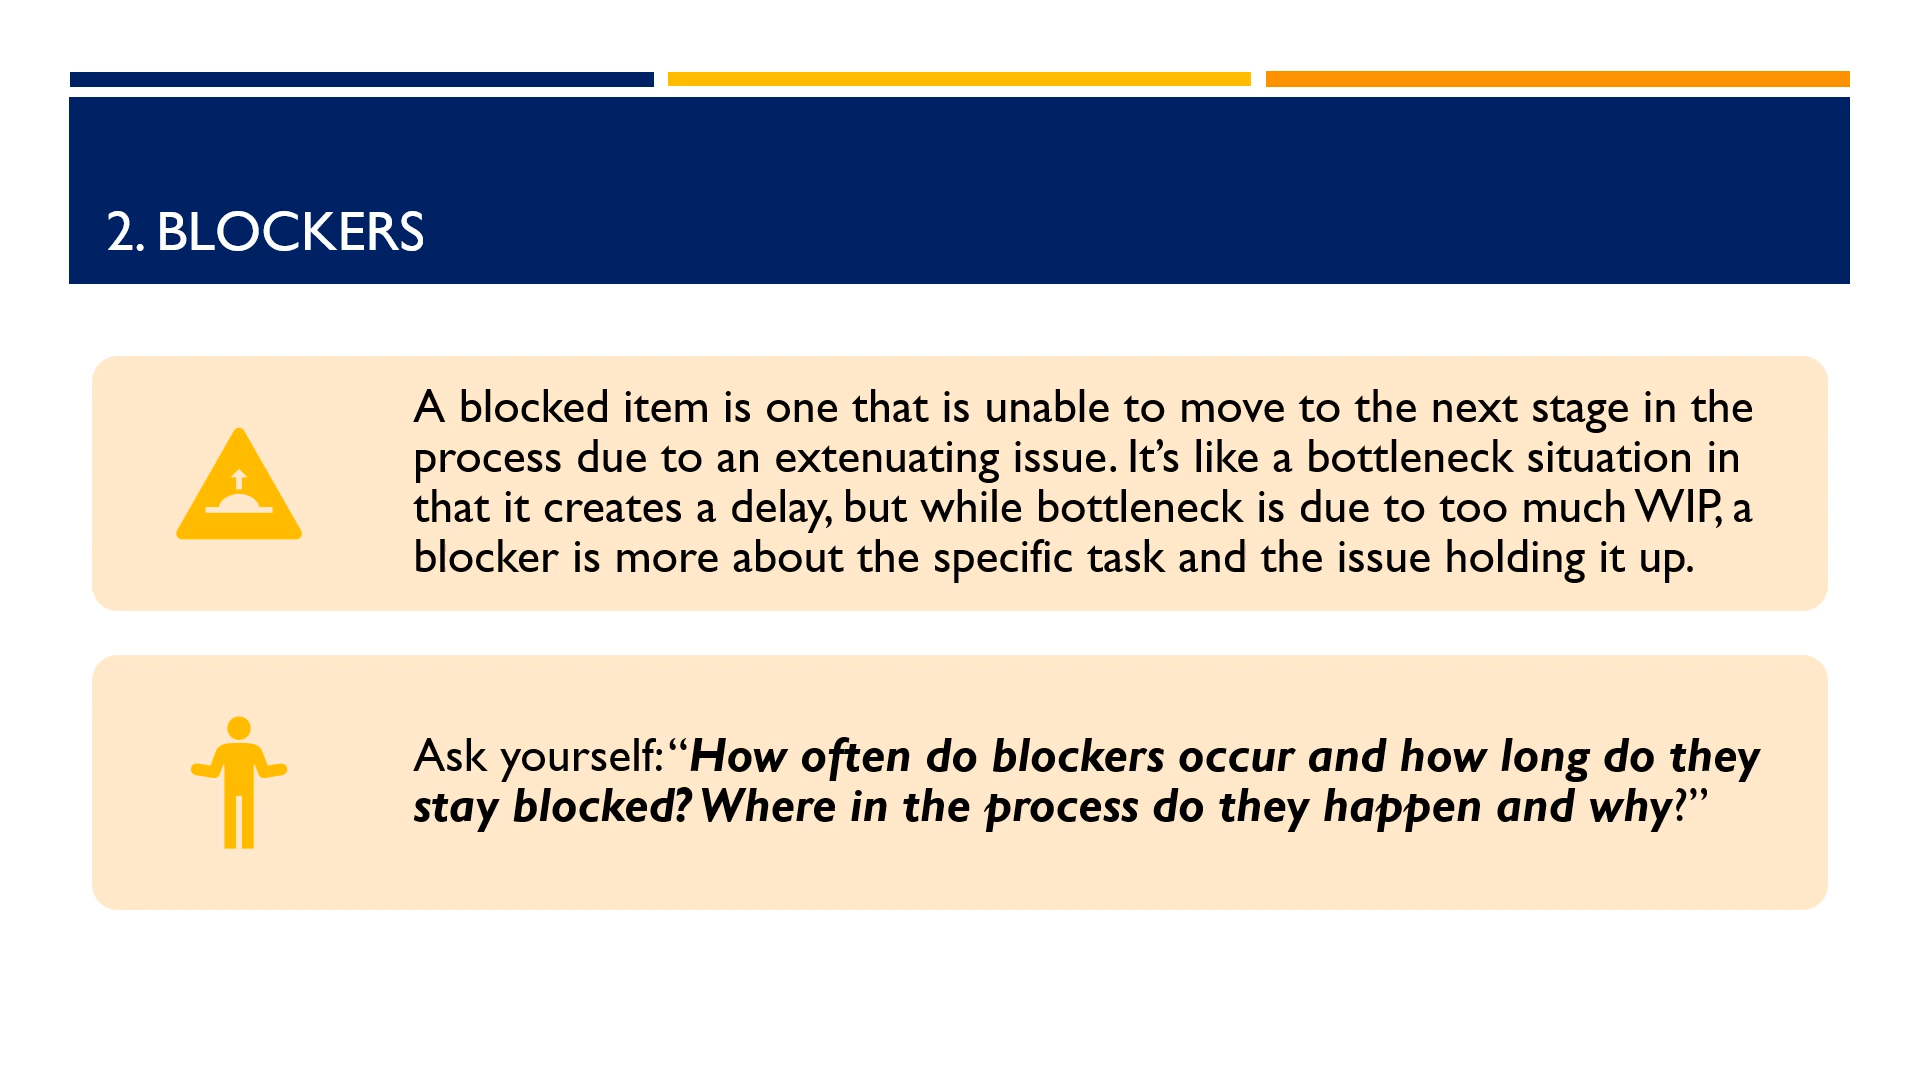 2. BLOCKERS
A blocked item is one that is unable to move to the next stage in the
process due to an extenuating issue. It’s like a bottleneck situation in
that it creates a delay, but while bottleneck is due to too much WIP, a
blocker is more about the specific task and the issue holding it up.
Ask yourself: “How often do blockers occur and how long do they
stay blocked? Where in the process do they happen and why?”